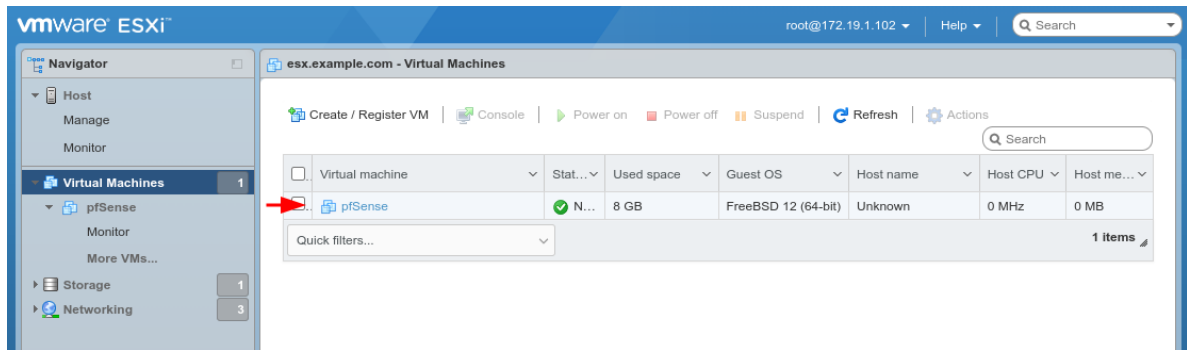 vmware ESXi™
root@172.19.1.102
Help
Search
Navigator
Host
Manage
Monitor
Virtual Machines 1
pfSense
Monitor
More VMs...
Storage 1
Networking 3
esx.example.com - Virtual Machines
Create / Register VM Console Power on Power off Suspend Refresh Actions
Search
Virtual machine Stat... Used space Guest OS Host name Host CPU Host me...
pfSense N... 8 GB FreeBSD 12 (64-bit) Unknown 0 MHz 0 MB
Quick filters...
1 items